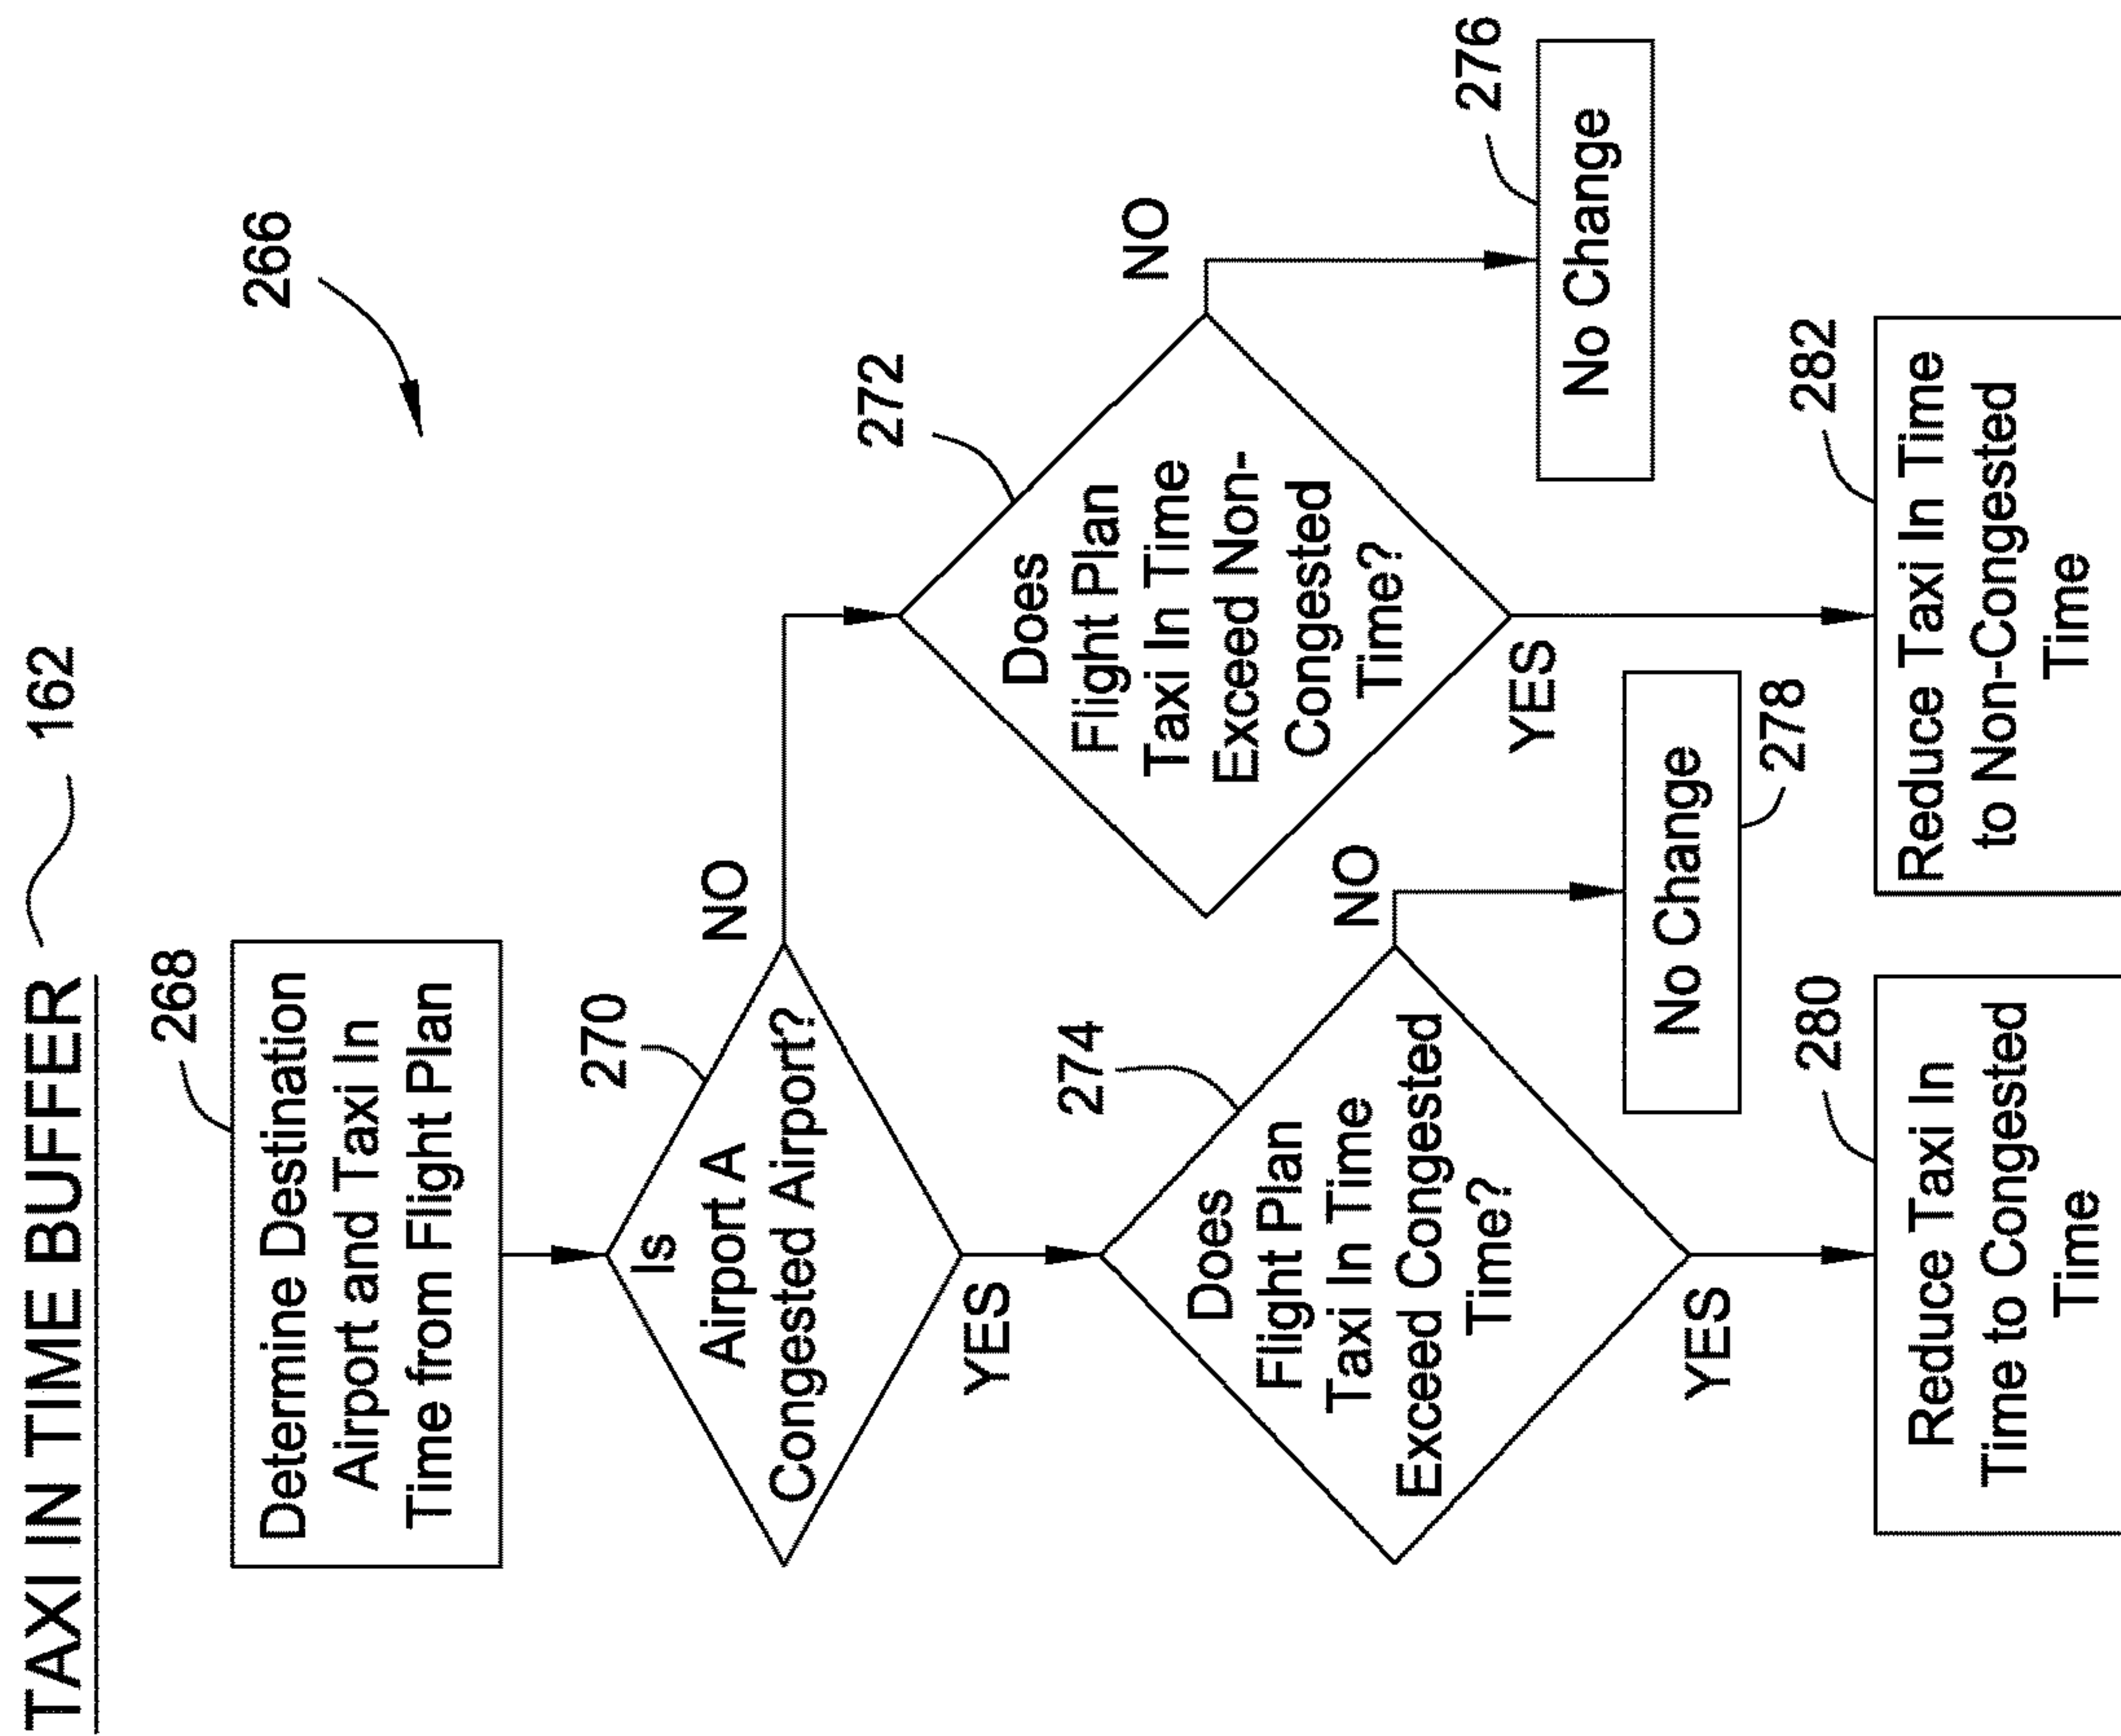 TAXI IN TIME BUFFER
162
266
268
Determine Destination
Airport and Taxi In
Time from Flight Plan
270
Is
Airport A
Congested Airport?
NO
YES
272
Does
Flight Plan
Taxi In Time
Exceed Non-
Congested
Time?
NO
YES
276
No Change
274
Does
Flight Plan
Taxi In Time
Exceed Congested
Time?
NO
YES
No Change
278
280
Reduce Taxi In
Time to Congested
Time
282
Reduce Taxi In Time
to Non-Congested
Time